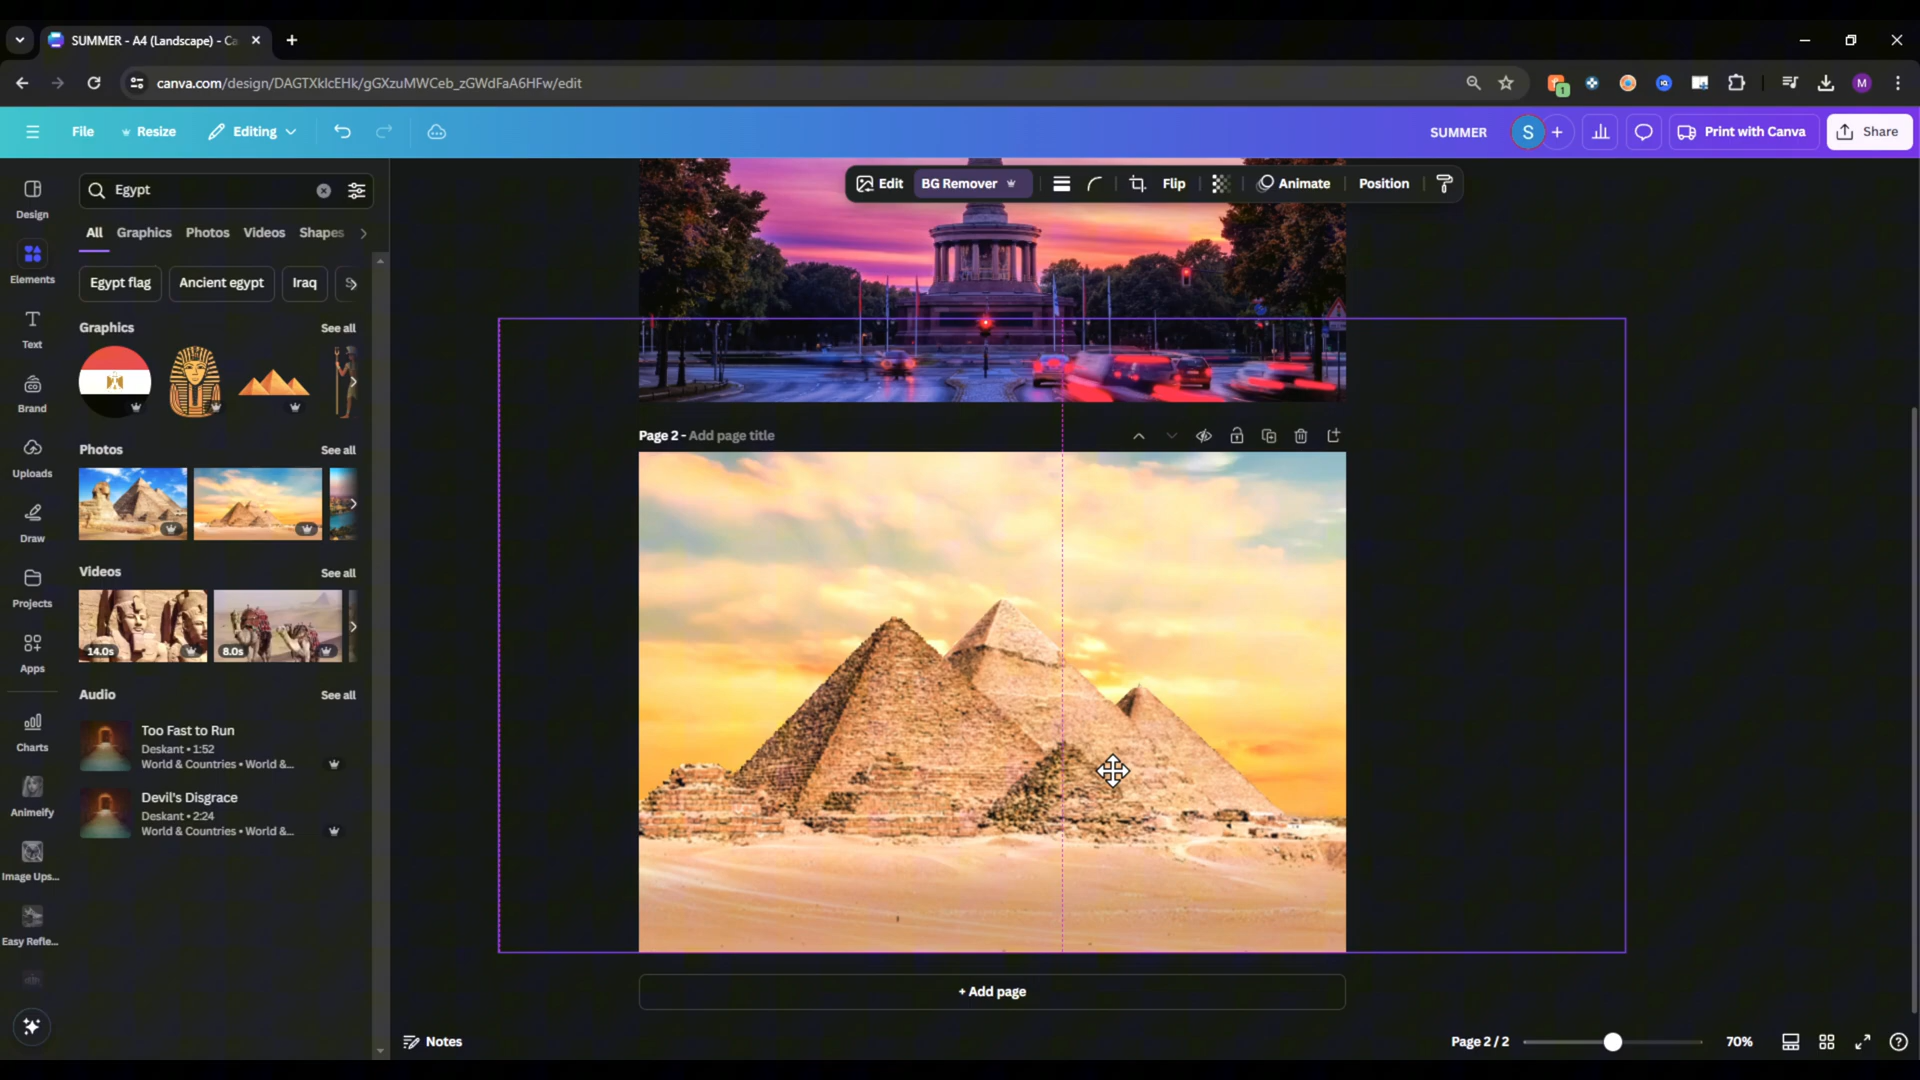 SUMMER - A4 (Landscape) - Ca
canva.com/design/DAGTXklcEHk/gGXzuMWCeb_zGWdFaA6HFw/edit
1
M
File
Resize
Editing
SUMMER
S
Print with Canva
Share
Design
Elements
Text
Brand
Uploads
Draw
Projects
Apps
Charts
Animeify
Image Ups...
Easy Refle...
Egypt
All
Graphics
Photos
Videos
Shapes
Egypt flag
Ancient egypt
Iraq
Graphics
See all
Photos
See all
Videos
See all
14.0s
8.0s
Audio
See all
Too Fast to Run
Deskant • 1:52
World & Countries • World &...
Devil's Disgrace
Deskant • 2:24
World & Countries • World &...
Edit
BG Remover
Flip
Animate
Position
Page 2 - Add page title
+ Add page
Notes
Page 2 / 2
70%